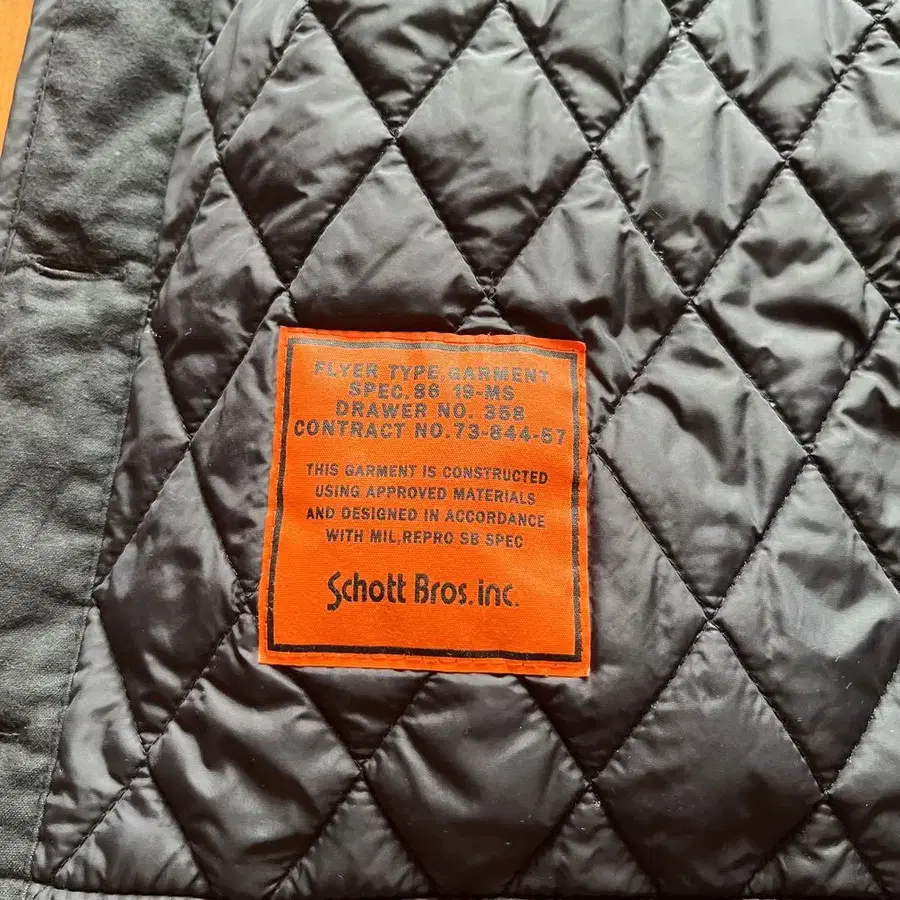 FLYER TYPE, GARMENT
SPEC, 86 19-MS
DRAWER NO. 358
CONTRACT NO.73-844-57
THIS GARMENT IS CONSTRUCTED
USING APPROVED MATERIALS
AND DESIGNED IN ACCORDANCE
WITH MIL,REPRO SB SPEC
Schott Bros. inc.